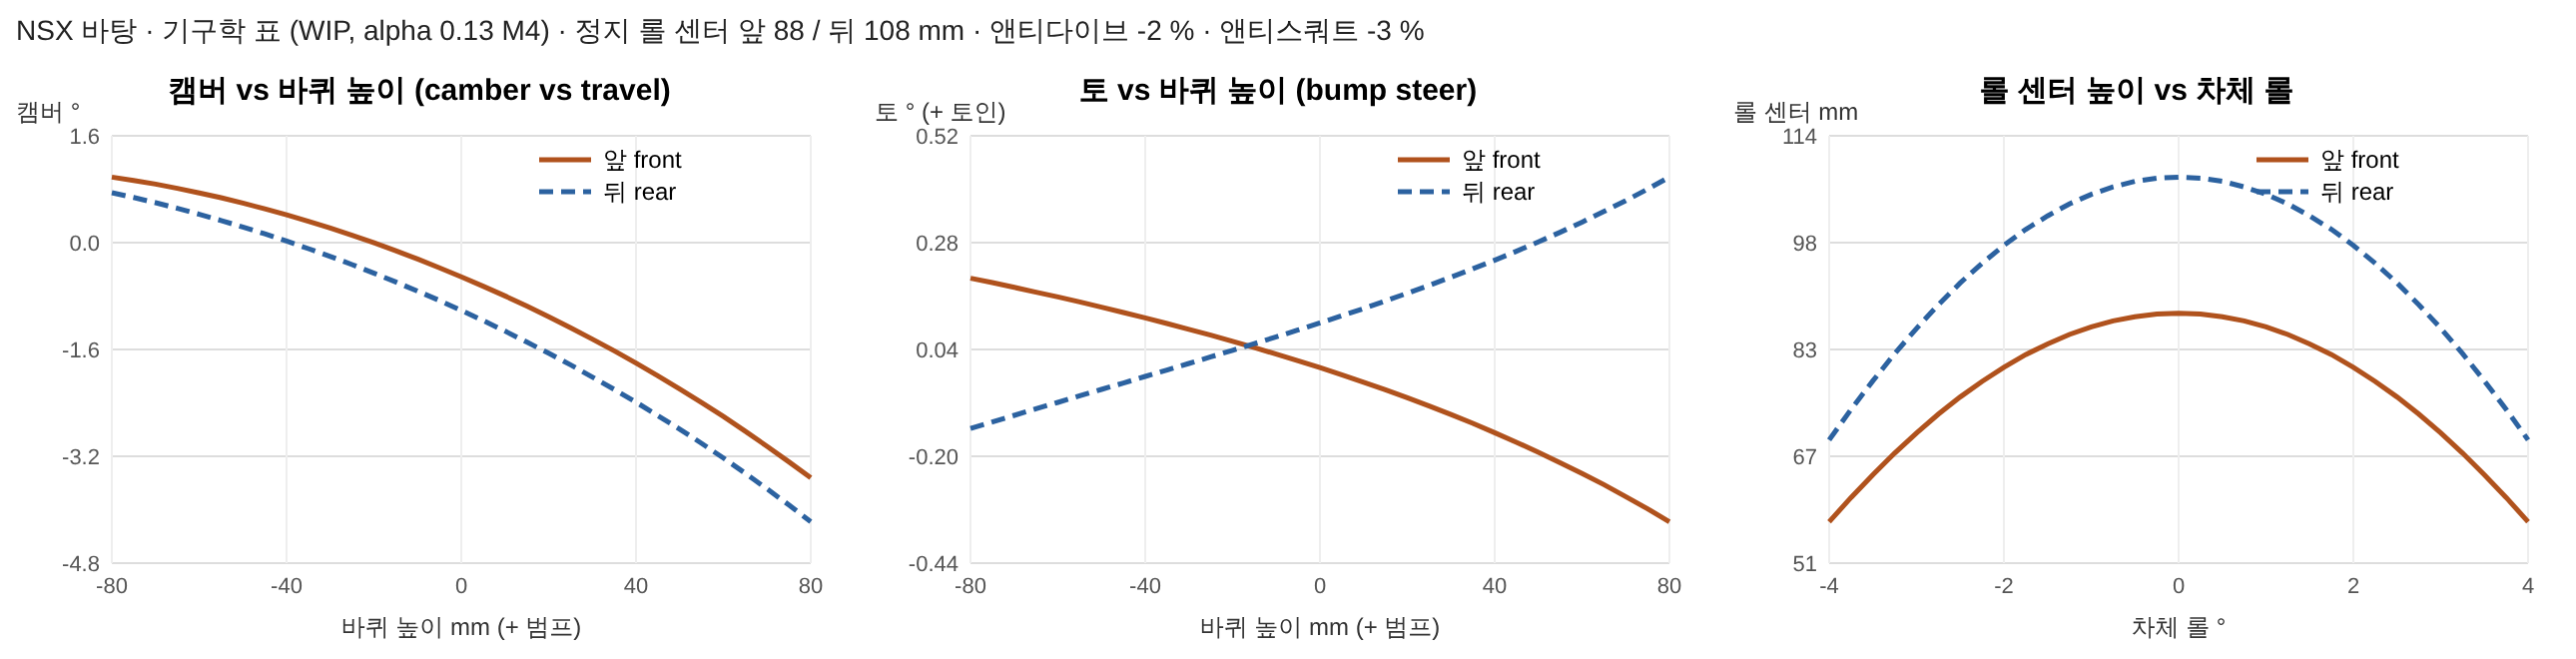 NSX 바탕 · 기구학 표 (WIP, alpha 0.13 M4) · 정지 롤 센터 앞 88 / 뒤 108 mm · 앤티다이브 -2 % · 앤티스쿼트 -3 %
캠버 vs 바퀴 높이 (camber vs travel)
캠버 °
1.6
0.0
-1.6
-3.2
-4.8
앞 front
뒤 rear
-80 -40 0 40 80
바퀴 높이 mm (+ 범프)
토 vs 바퀴 높이 (bump steer)
토 ° (+ 토인)
0.52
0.28
0.04
-0.20
-0.44
앞 front
뒤 rear
-80 -40 0 40 80
바퀴 높이 mm (+ 범프)
롤 센터 높이 vs 차체 롤
롤 센터 mm
114
98
83
67
51
앞 front
뒤 rear
-4 -2 0 2 4
차체 롤 °